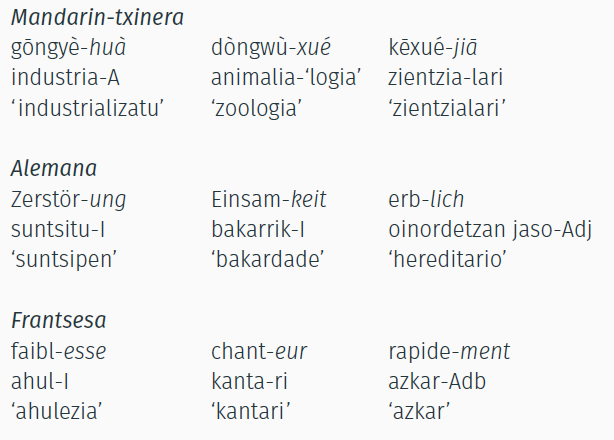 Mandarin-txinera
gōngyè-huà dòngwù-xué kēxué-jiā
industria-A animalia-‘logia’ zientzia-lari
‘industrializatu’ ‘zoologia’ ‘zientzialari’
Alemana
Zerstör-ung Einsam-keit erb-lich
suntsitu-I bakarrik-I oinordetzan jaso-Adj
‘suntsipen’ ‘bakardade’ ‘hereditario’
Frantsesa
faibl-esse chant-eur rapide-ment
ahul-I kanta-ri azkar-Adb
‘ahulezia’ ‘kantari’ ‘azkar’